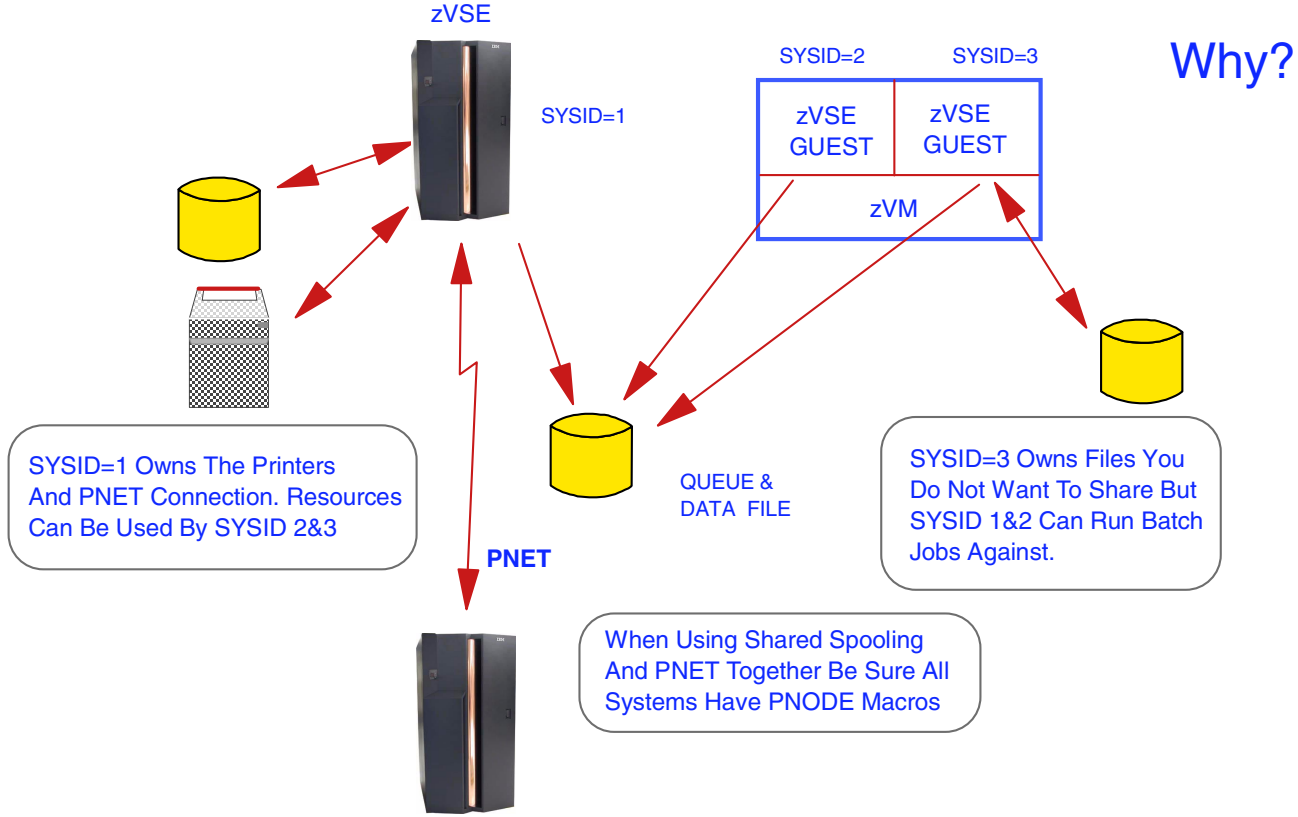 zVSE
SYSID=1
SYSID=2
SYSID=3
Why?
zVSE
GUEST
zVSE
GUEST
zVM
SYSID=1 Owns The Printers
And PNET Connection. Resources
Can Be Used By SYSID 2&3
QUEUE &
DATA FILE
SYSID=3 Owns Files You
Do Not Want To Share But
SYSID 1&2 Can Run Batch
Jobs Against.
PNET
When Using Shared Spooling
And PNET Together Be Sure All
Systems Have PNODE Macros